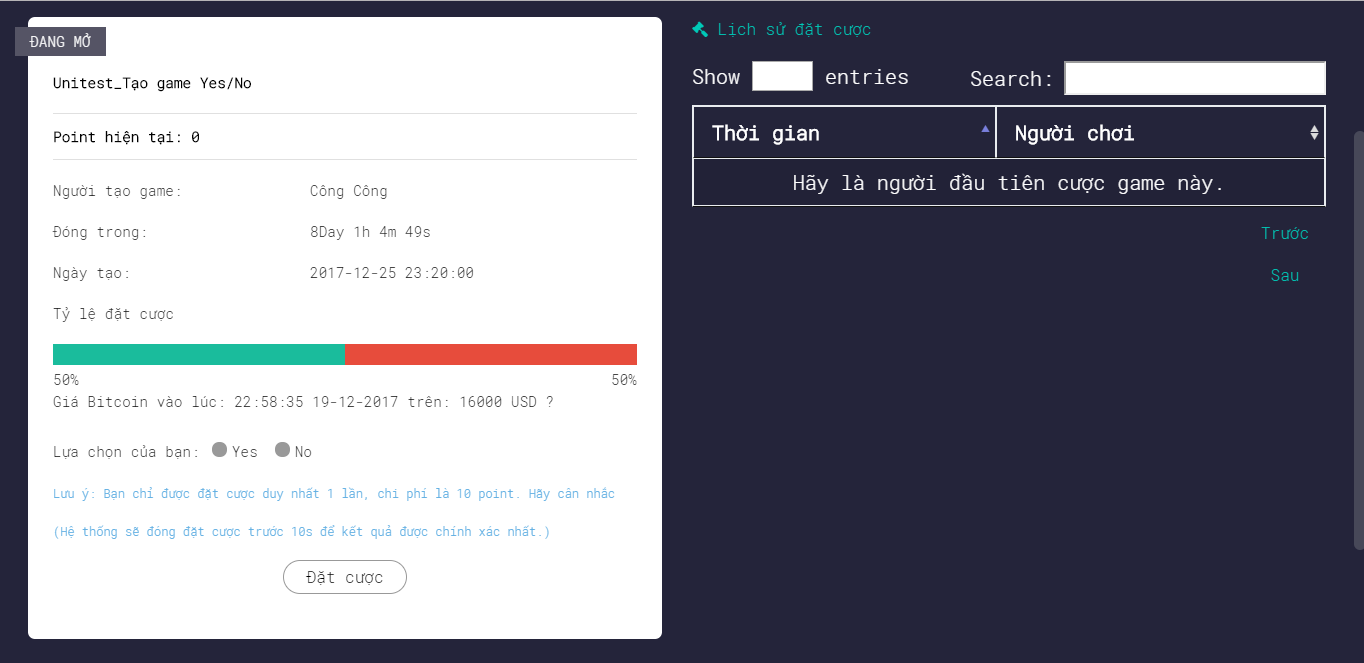 ĐANG MỞ
Unitest_Tạo game Yes/No
Point hiện tại: 0
Người tạo game: Công Công
Đóng trong: 8Day 1h 4m 49s
Ngày tạo: 2017-12-25 23:20:00
Tỷ lệ đặt cược
50% 50%
Giá Bitcoin vào lúc: 22:58:35 19-12-2017 trên: 16000 USD ?
Lựa chọn của bạn: Yes No
Lưu ý: Bạn chỉ được đặt cược duy nhất 1 lần, chi phí là 10 point. Hãy cân nhắc
(Hệ thống sẽ đóng đặt cược trước 10s để kết quả được chính xác nhất.)
Đặt cược
Lịch sử đặt cược
Show entries Search:
Thời gian Người chơi
Hãy là người đầu tiên cược game này.
Trước
Sau